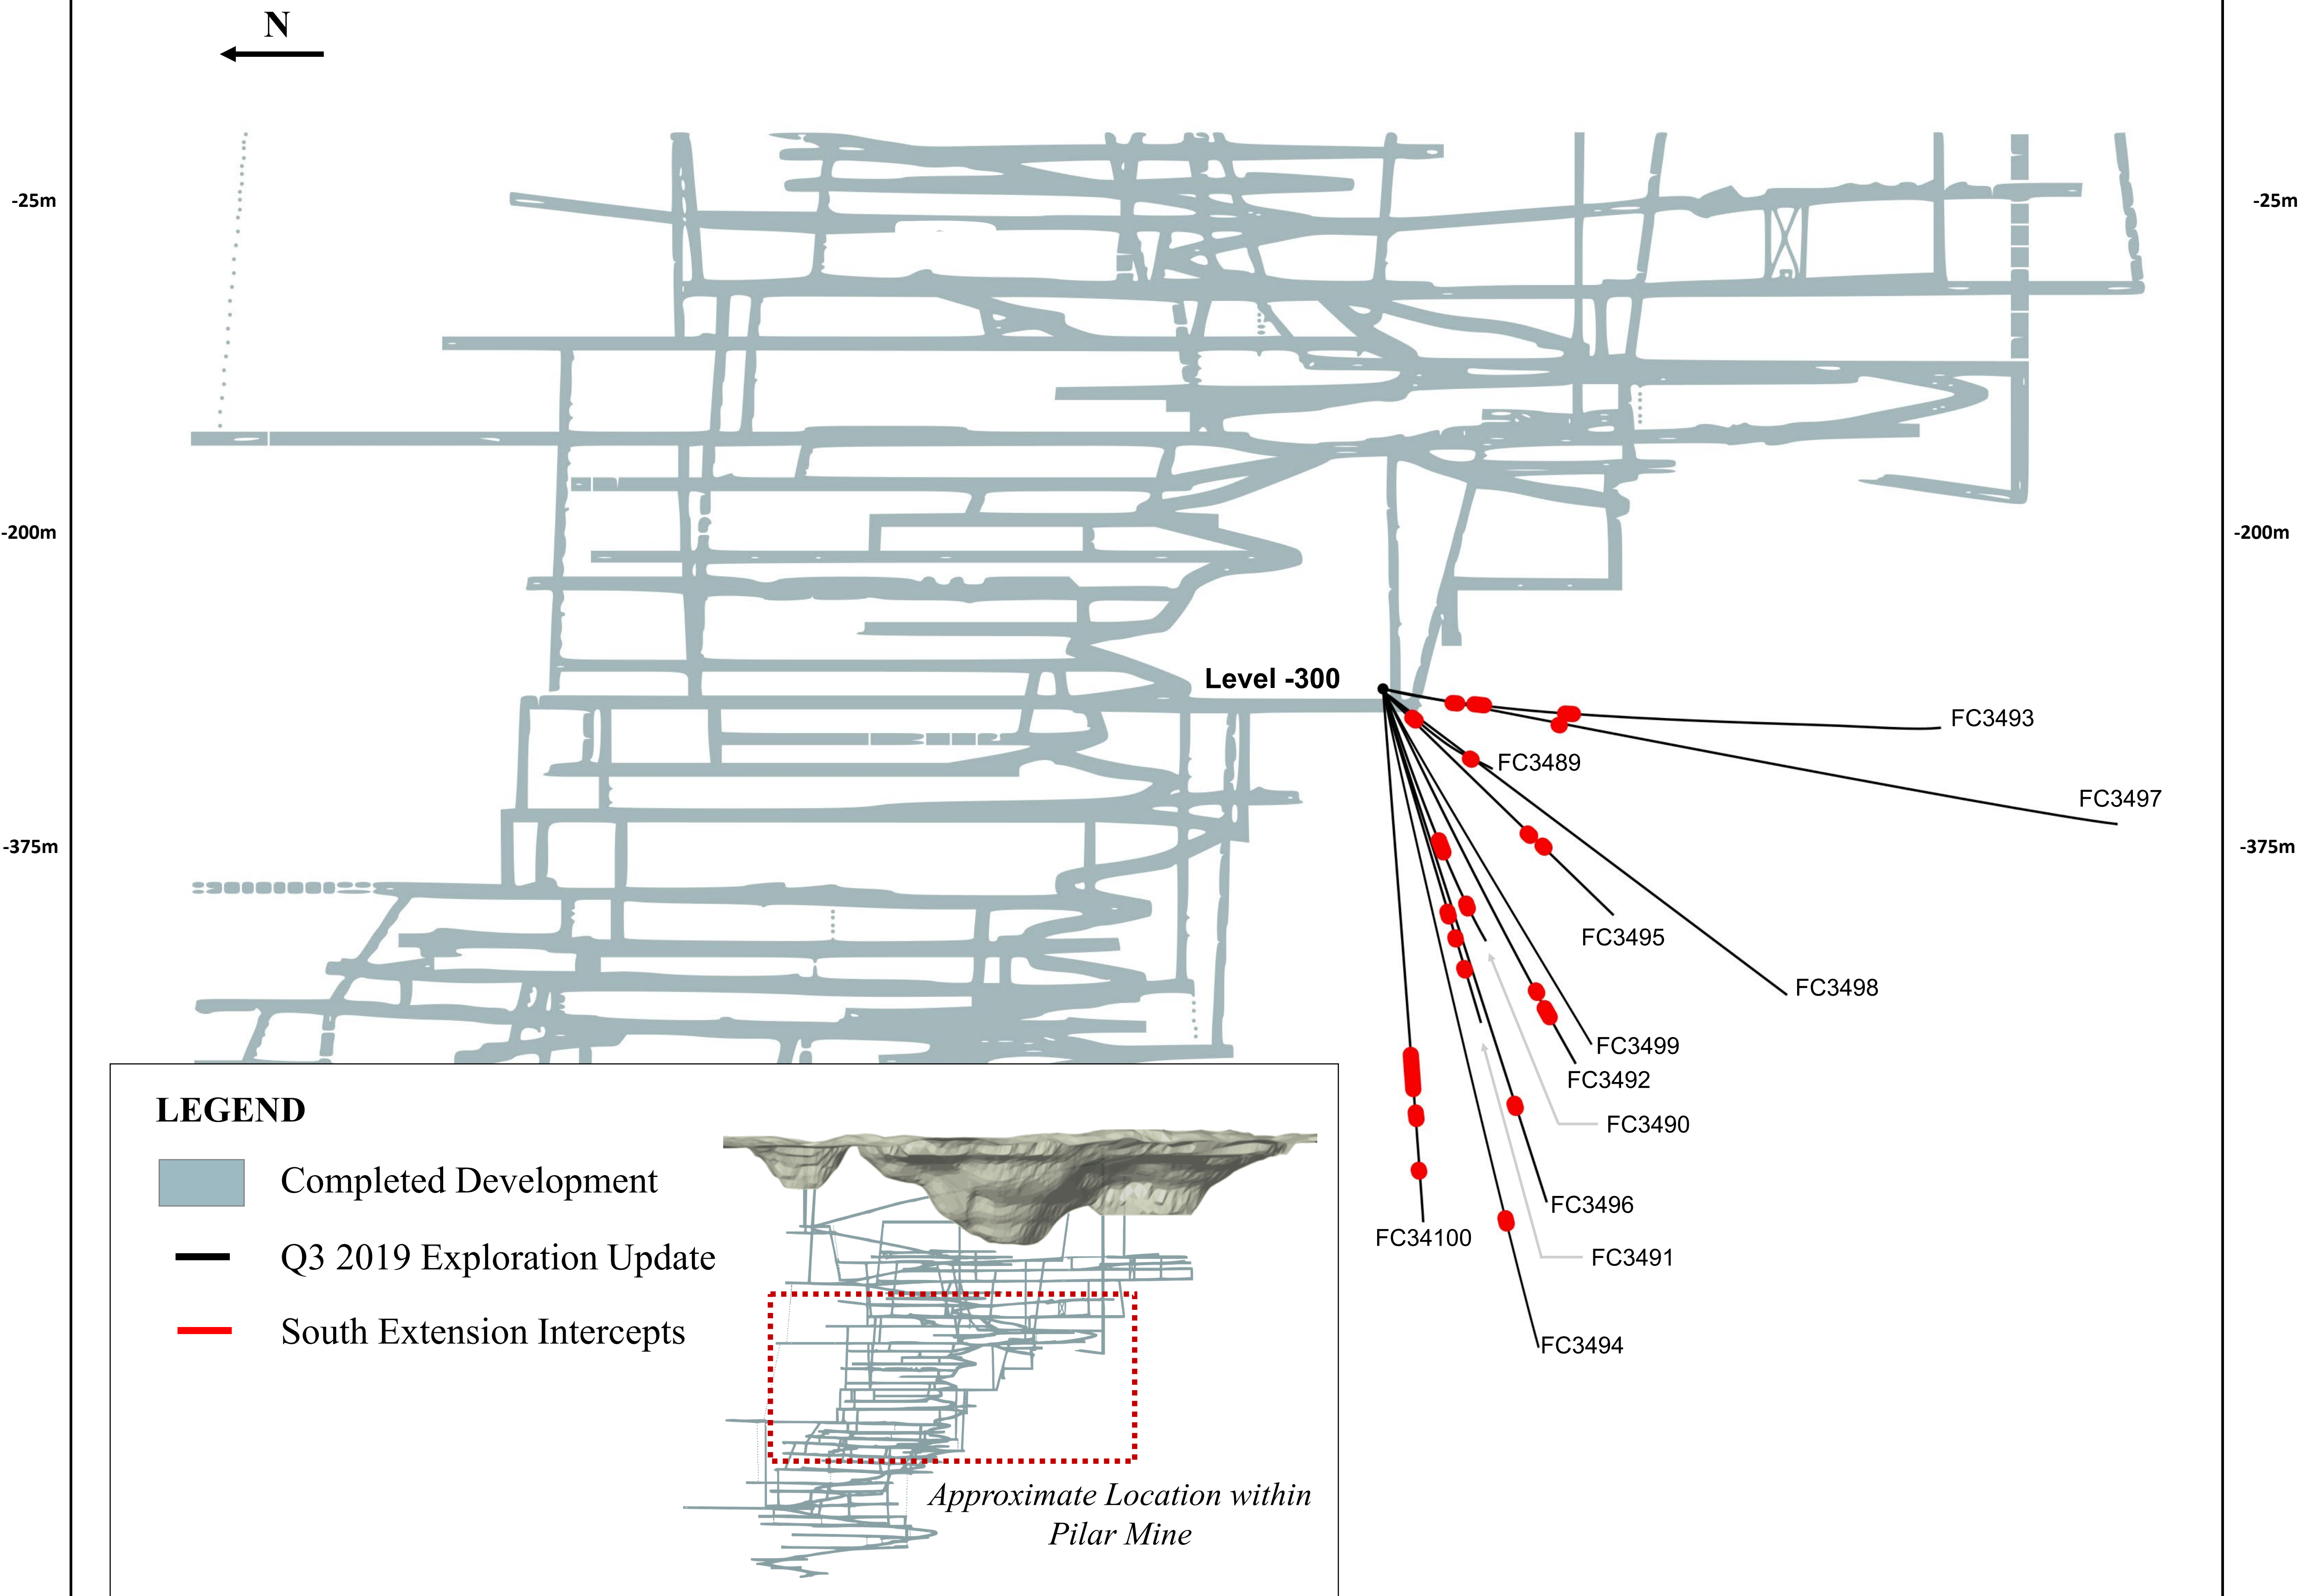 N
-25m
-25m
-200m
-200m
Level -300
FC3493
FC3489
FC3497
-375m
-375m
FC3495
FC3498
FC3499
FC3492
FC3490
FC3496
FC34100
FC3491
FC3494
LEGEND
Completed Development
Q3 2019 Exploration Update
South Extension Intercepts
Approximate Location within
Pilar Mine